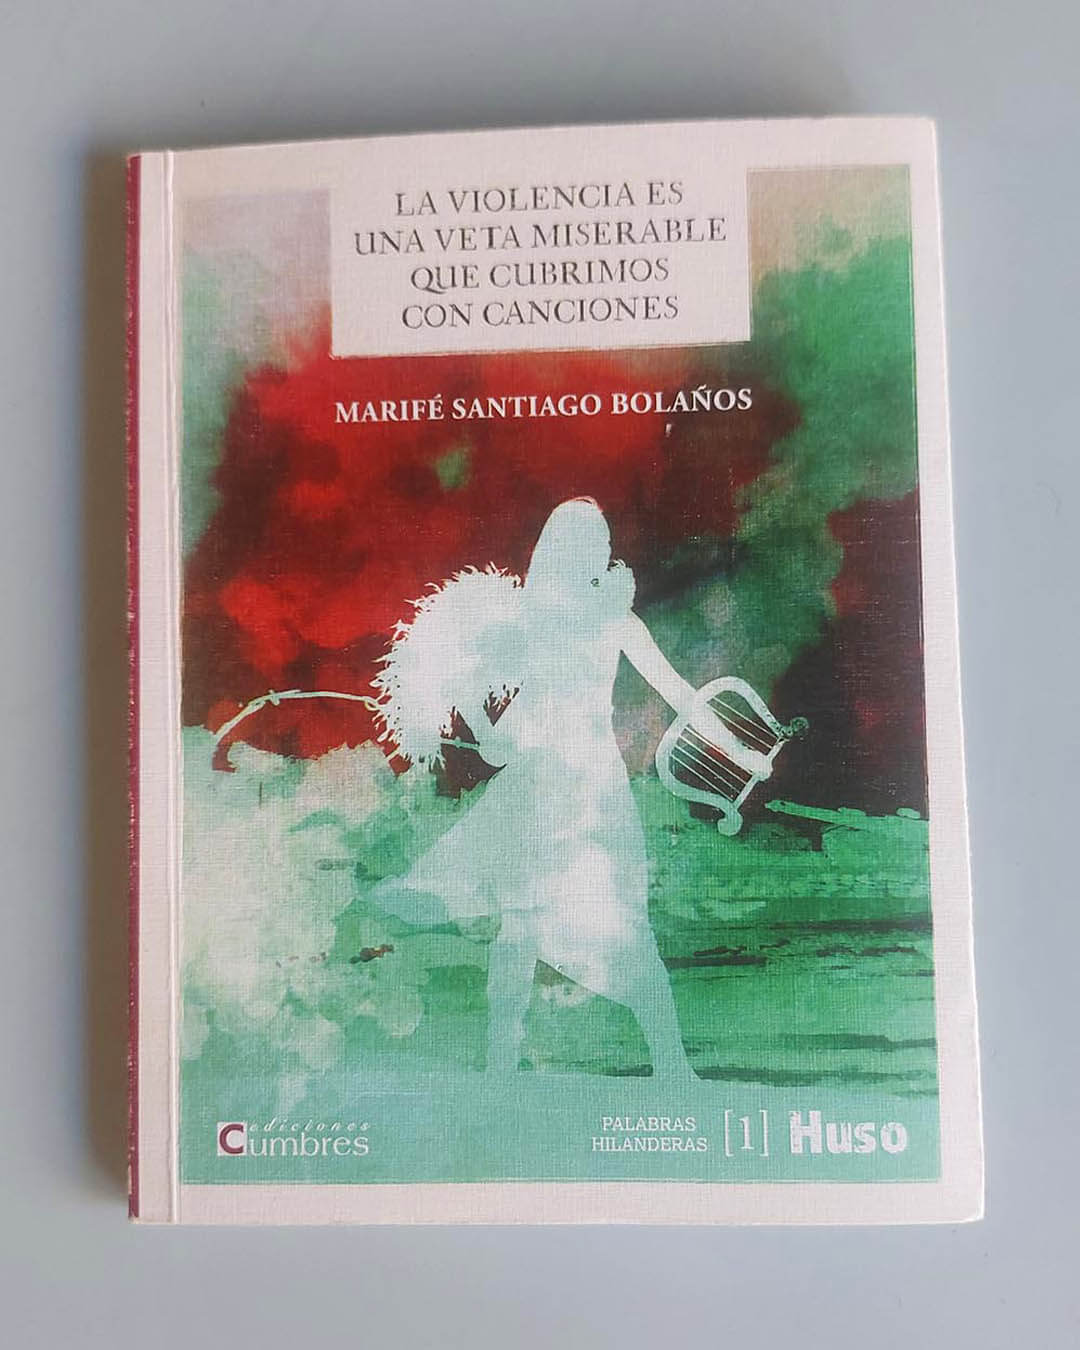 LA VIOLENCIA ES
UNA VETA MISERABLE
QUE CUBRIMOS
CON CANCIONES
MARIFÉ SANTIAGO BOLAÑOS
ediciones
Cumbres
PALABRAS
HILANDERAS
[1]
Huso